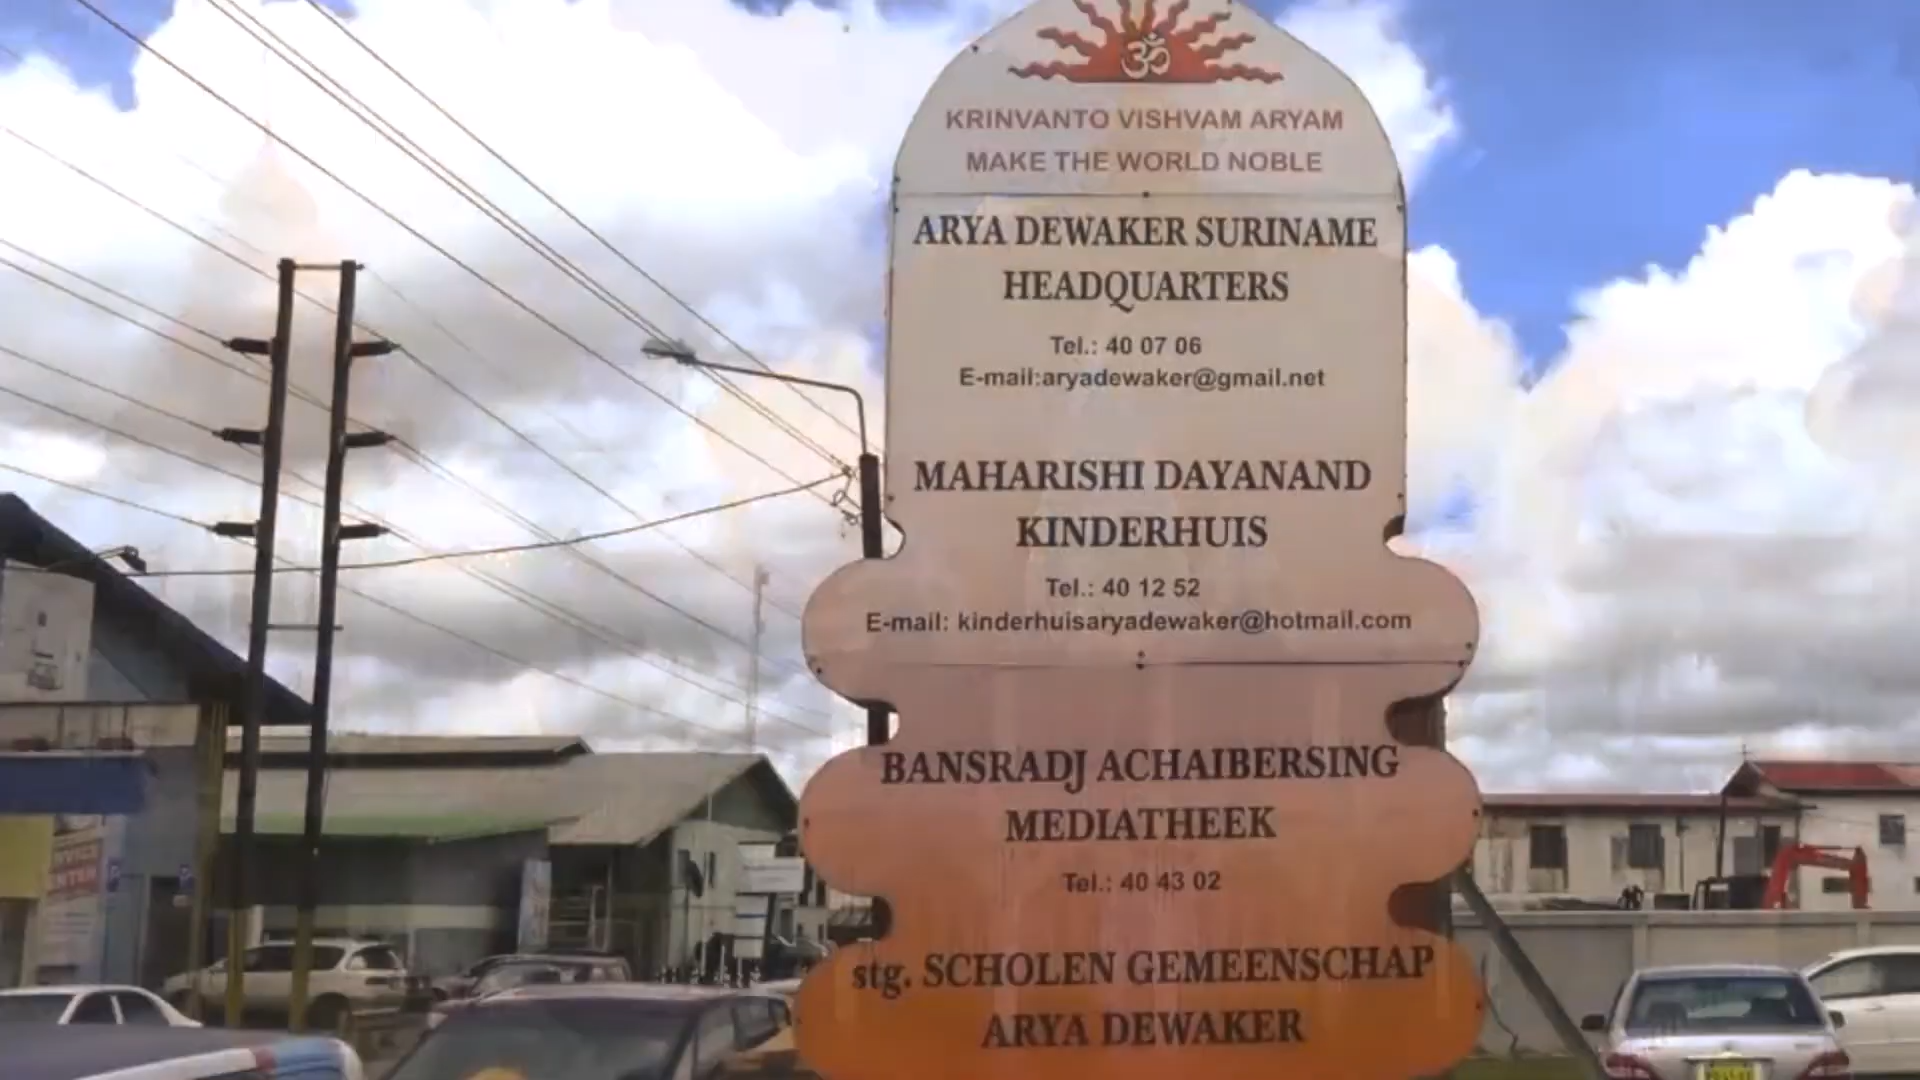 ॐ
KRINVANTO VISHVAM ARYAM
MAKE THE WORLD NOBLE
ARYA DEWAKER SURINAME
HEADQUARTERS
Tel.: 40 07 06
E-mail:aryadewaker@gmail.net
MAHARISHI DAYANAND
KINDERHUIS
Tel.: 40 12 52
E-mail: kinderhuisaryadewaker@hotmail.com
BANSRADJ ACHAIBERSING
MEDIATHEEK
Tel.: 40 43 02
stg. SCHOLEN GEMEENSCHAP
ARYA DEWAKER